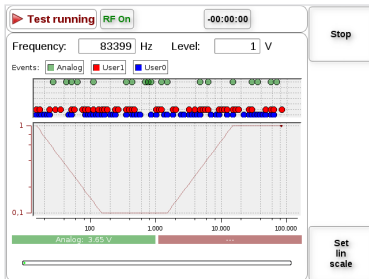 Test running RF On -00:00:00 Stop
Frequency: 83399 Hz Level: 1 V
Events: Analog User1 User0
1
0,1
100 1.000 10.000 100.000
Analog: 3.65 V ---
Set
lin
scale